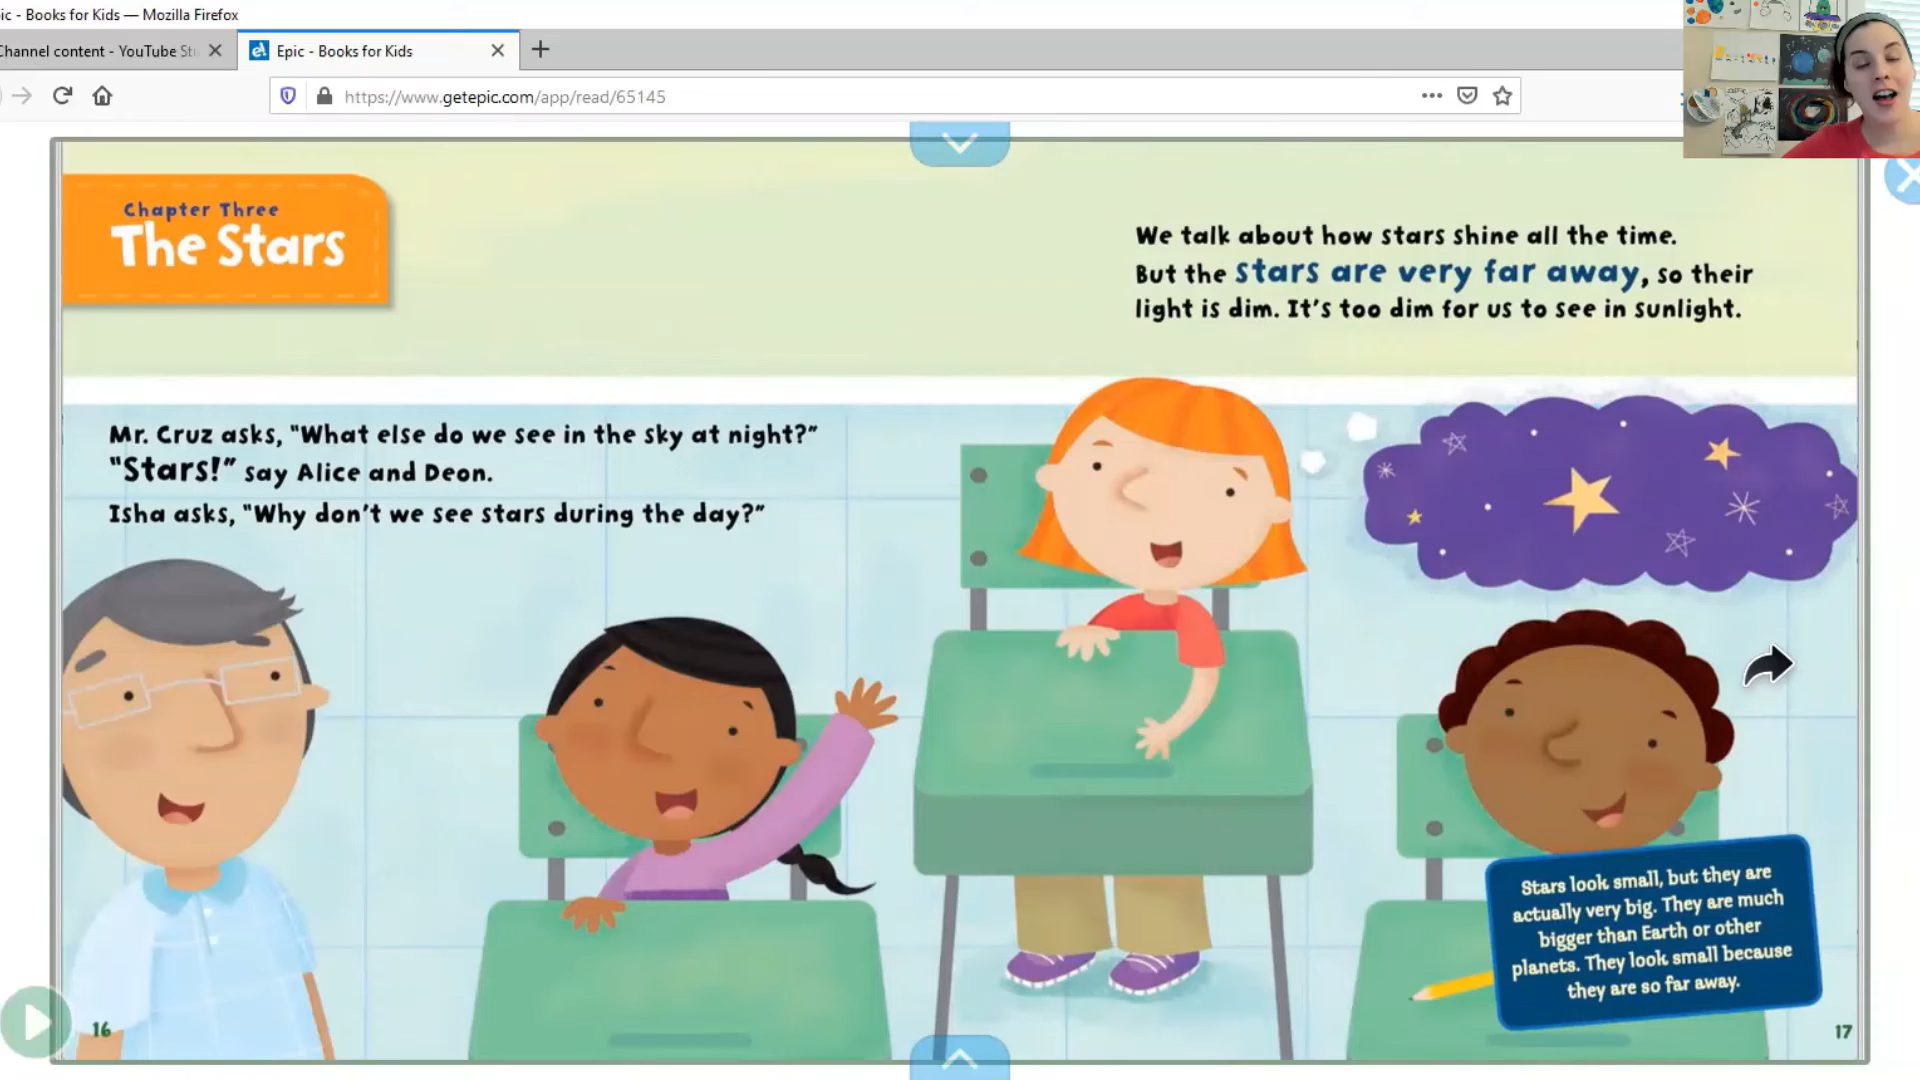 ic - Books for Kids — Mozilla Firefox
Channel content - YouTube Stu
Epic - Books for Kids
https://www.getepic.com/app/read/65145
Chapter Three
The Stars
We talk about how stars shine all the time.
But the stars are very far away, so their
light is dim. It's too dim for us to see in sunlight.
Mr. Cruz asks, "What else do we see in the sky at night?"
"Stars!" say Alice and Deon.
Isha asks, "Why don't we see stars during the day?"
Stars look small, but they are
actually very big. They are much
bigger than Earth or other
planets. They look small because
they are so far away.
16
17